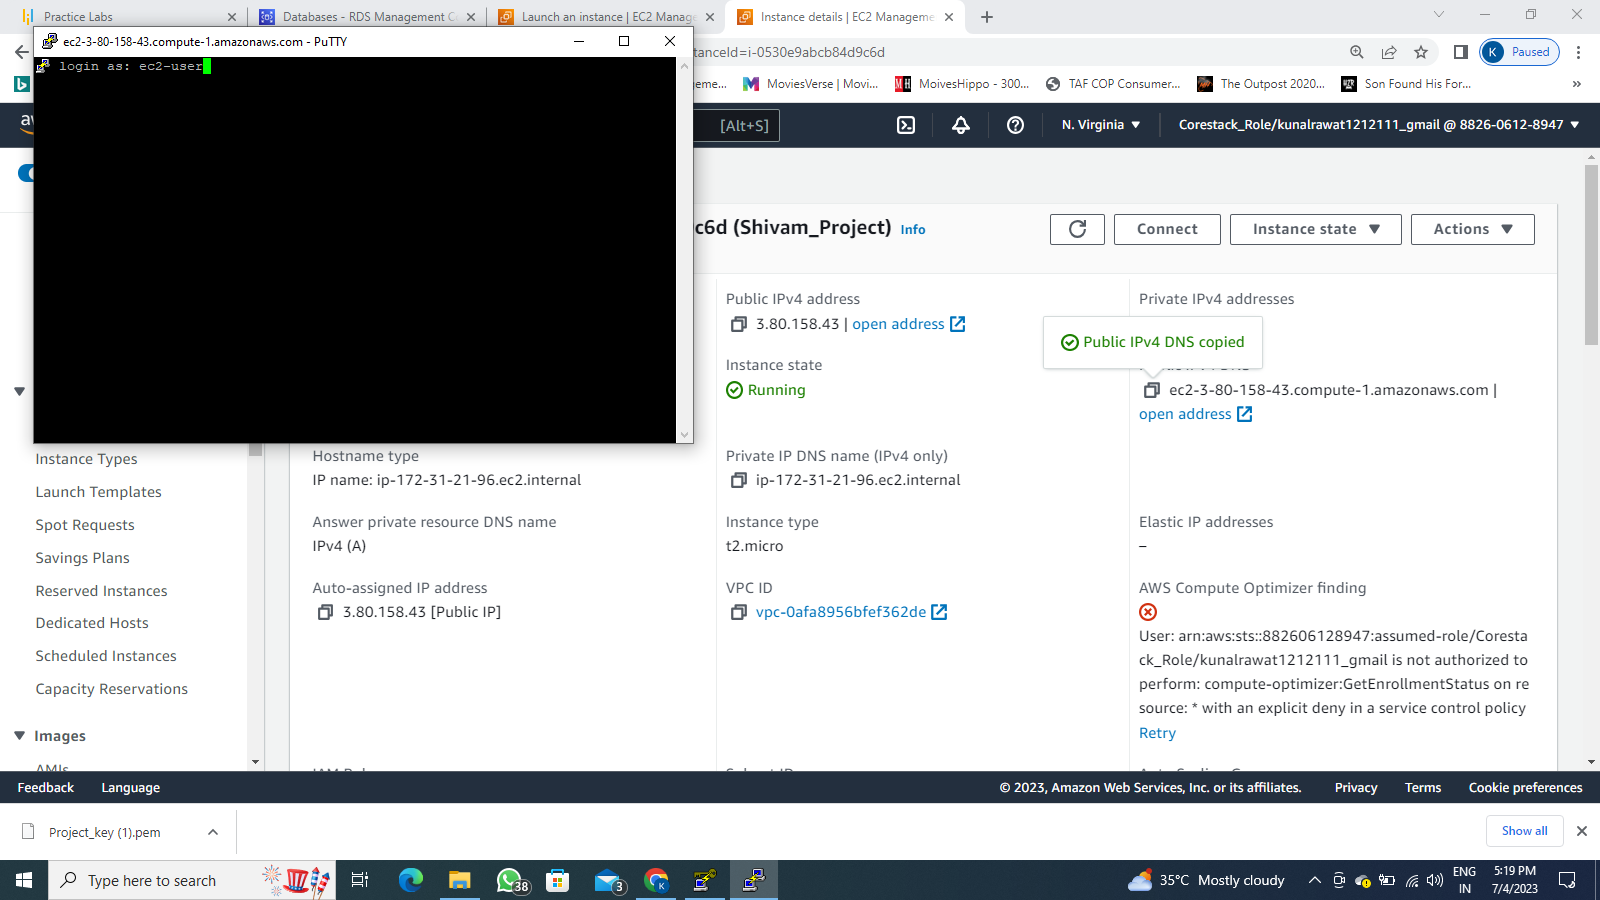 Practice Labs
Databases - RDS Management C
Launch an instance | EC2 Manage
Instance details | EC2 Manageme
ec2-3-80-158-43.compute-1.amazonaws.com - PuTTY
login as: ec2-user
tanceId=i-0530e9abcb84d9c6d
K Paused
geme...
MoviesVerse | Movi...
MH MoivesHippo - 300...
TAF COP Consumer...
The Outpost 2020...
Son Found His For...
»
[Alt+S]
N. Virginia ▼
Corestack_Role/kunalrawat1212111_gmail @ 8826-0612-8947 ▼
c6d (Shivam_Project) Info
Connect
Instance state ▼
Actions ▼
Public IPv4 address
3.80.158.43 | open address
Private IPv4 addresses
Public IPv4 DNS copied
Instance state
Running
ec2-3-80-158-43.compute-1.amazonaws.com |
open address
Instance Types
Launch Templates
Spot Requests
Savings Plans
Reserved Instances
Dedicated Hosts
Scheduled Instances
Capacity Reservations
Images
AMIs
Hostname type
IP name: ip-172-31-21-96.ec2.internal
Private IP DNS name (IPv4 only)
ip-172-31-21-96.ec2.internal
Answer private resource DNS name
IPv4 (A)
Instance type
t2.micro
Elastic IP addresses
–
Auto-assigned IP address
3.80.158.43 [Public IP]
VPC ID
vpc-0afa8956bfef362de
AWS Compute Optimizer finding
User: arn:aws:sts::882606128947:assumed-role/Coresta
ck_Role/kunalrawat1212111_gmail is not authorized to
perform: compute-optimizer:GetEnrollmentStatus on re
source: * with an explicit deny in a service control policy
Retry
Feedback
Language
© 2023, Amazon Web Services, Inc. or its affiliates.
Privacy
Terms
Cookie preferences
Project_key (1).pem
Show all
Type here to search
38
3
35°C Mostly cloudy
ENG
IN
5:19 PM
7/4/2023